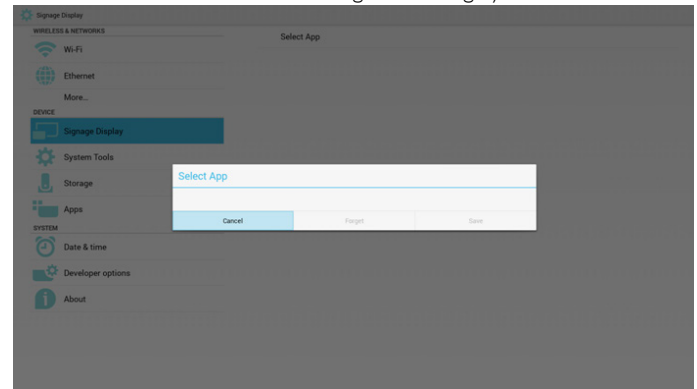 Signage Display
WIRELESS & NETWORKS
Select App
Wi-Fi
Ethernet
More...
DEVICE
Signage Display
System Tools
Storage
Apps
SYSTEM
Date & time
Developer options
About
Select App
Cancel
Forget
Save